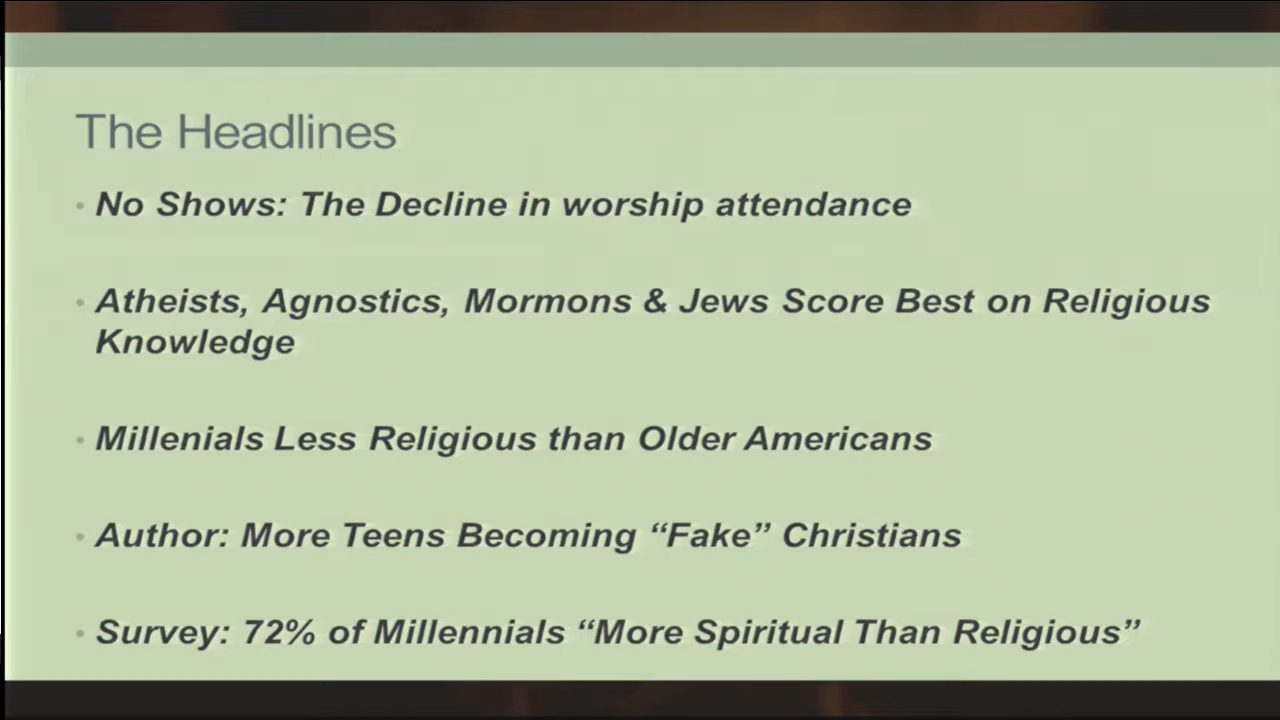 The Headlines
• No Shows: The Decline in worship attendance
• Atheists, Agnostics, Mormons & Jews Score Best on Religious
Knowledge
• Millenials Less Religious than Older Americans
• Author: More Teens Becoming “Fake” Christians
• Survey: 72% of Millennials “More Spiritual Than Religious”